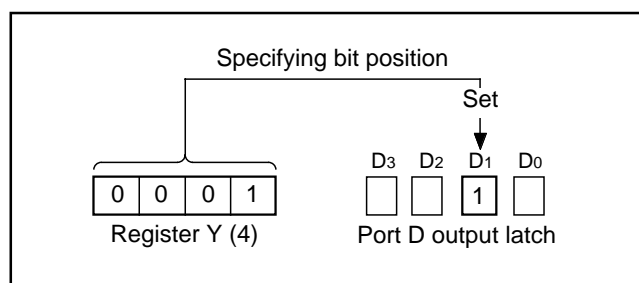 Specifying bit position
Set
D3 D2 D1 D0
0 0 0 1 1
Register Y (4) Port D output latch